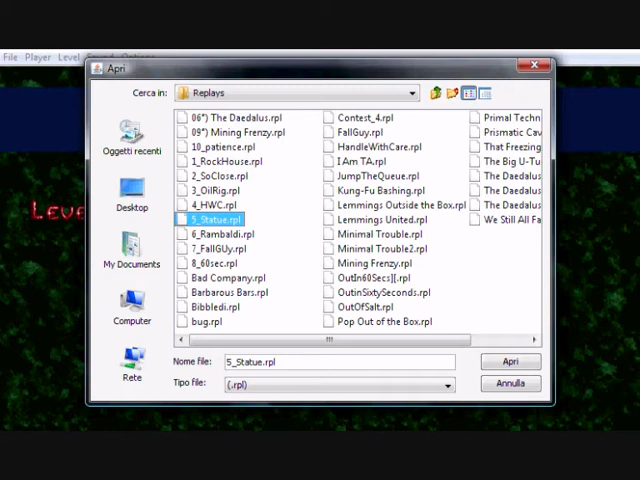 File Player Level Sound Options
Apri
Cerca in: Replays
Oggetti recenti
Desktop
My Documents
Computer
Rete
06°) The Daedalus.rpl
09°) Mining Frenzy.rpl
10_patience.rpl
1_RockHouse.rpl
2_SoClose.rpl
3_OilRig.rpl
4_HWC.rpl
5_Statue.rpl
6_Rambaldi.rpl
7_FallGUy.rpl
8_60sec.rpl
Bad Company.rpl
Barbarous Bars.rpl
Bibbledi.rpl
bug.rpl
Contest_4.rpl
FallGuy.rpl
HandleWithCare.rpl
I Am TA.rpl
JumpTheQueue.rpl
Kung-Fu Bashing.rpl
Lemmings Outside the Box.rpl
Lemmings United.rpl
Minimal Trouble.rpl
Minimal Trouble2.rpl
Mining Frenzy.rpl
OutIn60Secs][.rpl
OutinSixtySeconds.rpl
OutOfSalt.rpl
Pop Out of the Box.rpl
Primal Techn
Prismatic Cav
That Freezing
The Big U-Tu
The Daedalus
The Daedalus
The Daedalus
We Still All Fa
Nome file: 5_Statue.rpl Apri
Tipo file: (.rpl) Annulla
Leve